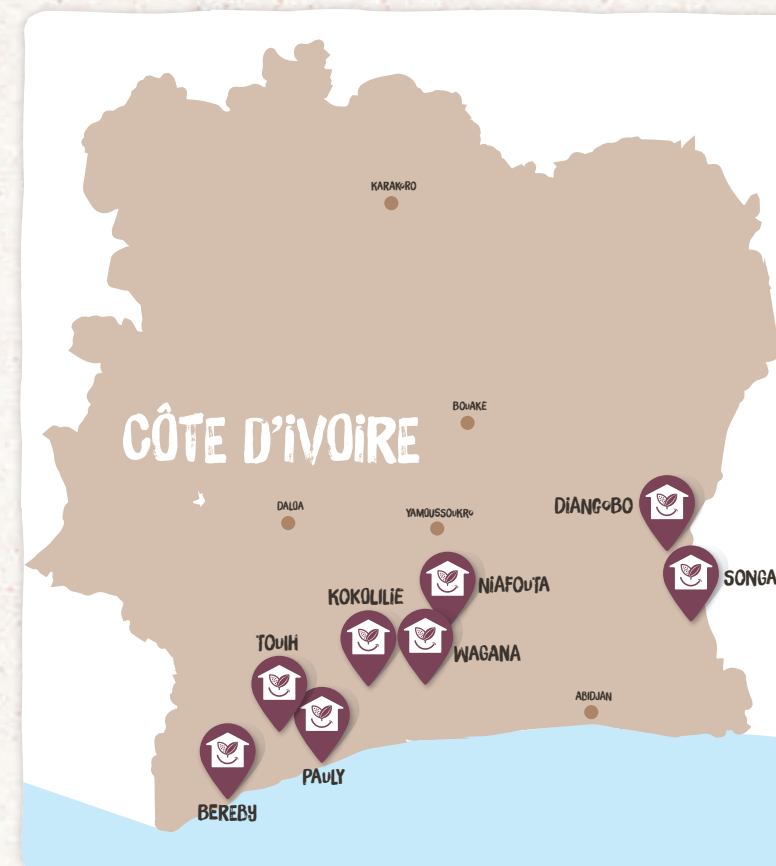 KARAKORO
BOUAKE
CÔTE D'IVOIRE
DIANGOBO
DALOA
YAMOUSSOUKRO
SONGA
NIAFOUTA
KOKOLILIE
TOUIH
WAGANA
ABIDJAN
PAULY
BEREBY